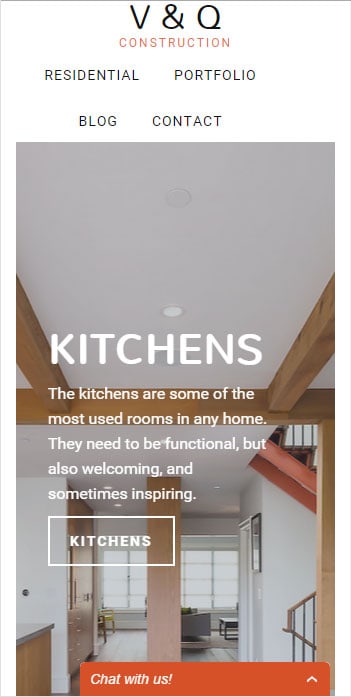 V & Q
CONSTRUCTION
RESIDENTIAL PORTFOLIO
BLOG CONTACT
KITCHENS
The kitchens are some of the
most used rooms in any home.
They need to be functional, but
also welcoming, and
sometimes inspiring.
KITCHENS
Chat with us!